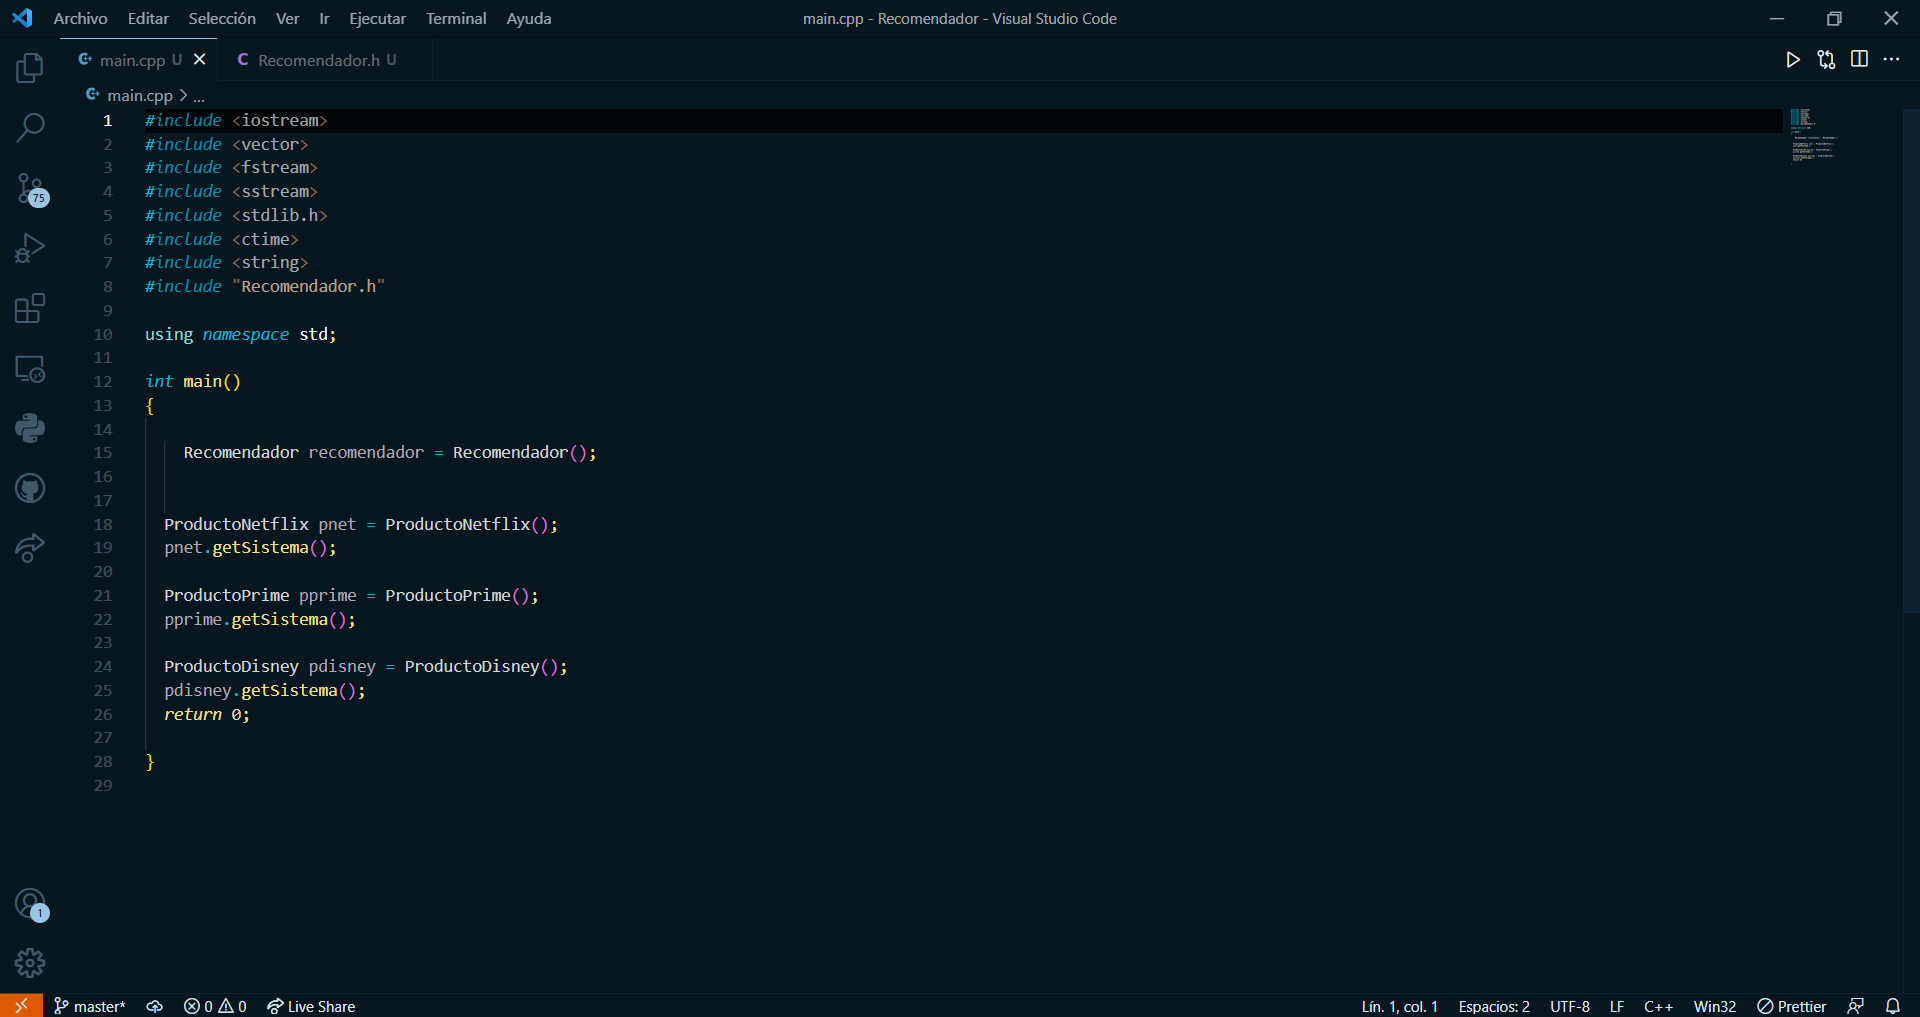 Archivo Editar Selección Ver Ir Ejecutar Terminal Ayuda
main.cpp - Recomendador - Visual Studio Code
main.cpp U
Recomendador.h U
main.cpp > ...
1 #include <iostream>
2 #include <vector>
3 #include <fstream>
4 #include <sstream>
5 #include <stdlib.h>
6 #include <ctime>
7 #include <string>
8 #include "Recomendador.h"
9
10 using namespace std;
11
12 int main()
13 {
14
15 Recomendador recomendador = Recomendador();
16
17
18 ProductoNetflix pnet = ProductoNetflix();
19 pnet.getSistema();
20
21 ProductoPrime pprime = ProductoPrime();
22 pprime.getSistema();
23
24 ProductoDisney pdisney = ProductoDisney();
25 pdisney.getSistema();
26 return 0;
27
28 }
29
75
1
master* 0 0 Live Share
Lín. 1, col. 1 Espacios: 2 UTF-8 LF C++ Win32 Prettier